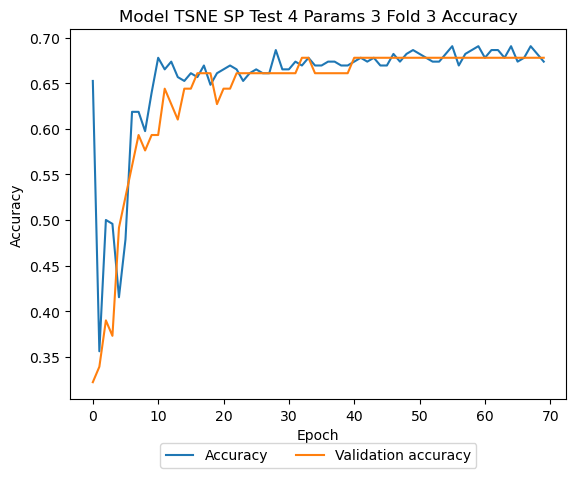 Model TSNE SP Test 4 Params 3 Fold 3 Accuracy
0.70
0.65
0.60
0.55
0.50
0.45
0.40
0.35
Accuracy
0 10 20 30 40 50 60 70
Epoch
Accuracy Validation accuracy